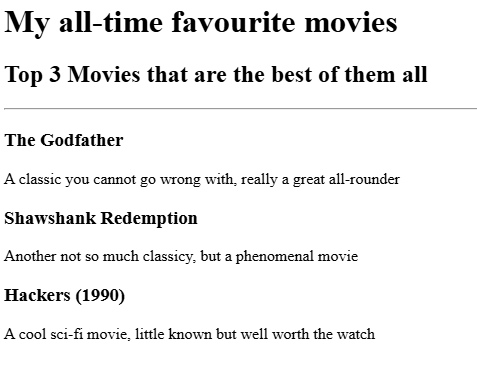 My all-time favourite movies
Top 3 Movies that are the best of them all
The Godfather
A classic you cannot go wrong with, really a great all-rounder
Shawshank Redemption
Another not so much classicy, but a phenomenal movie
Hackers (1990)
A cool sci-fi movie, little known but well worth the watch